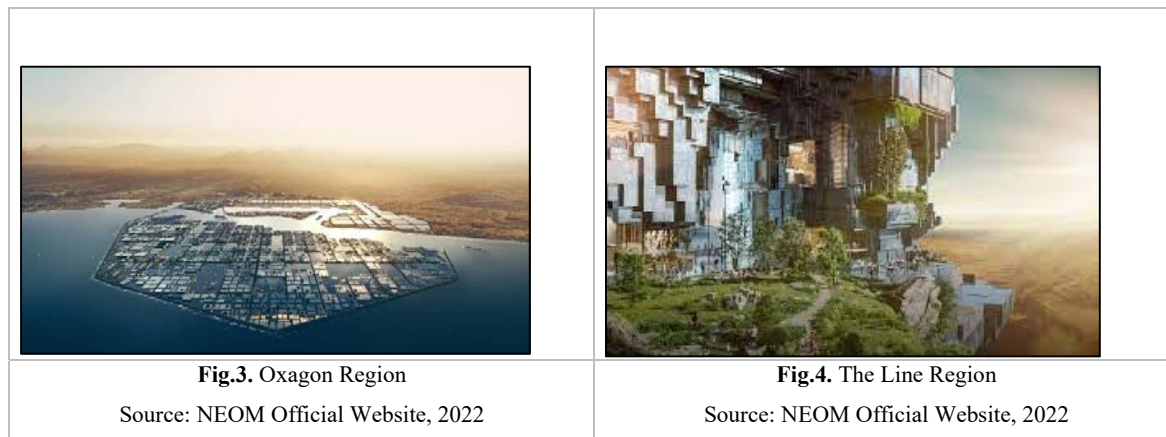 Fig.3. Oxagon Region
Source: NEOM Official Website, 2022
Fig.4. The Line Region
Source: NEOM Official Website, 2022